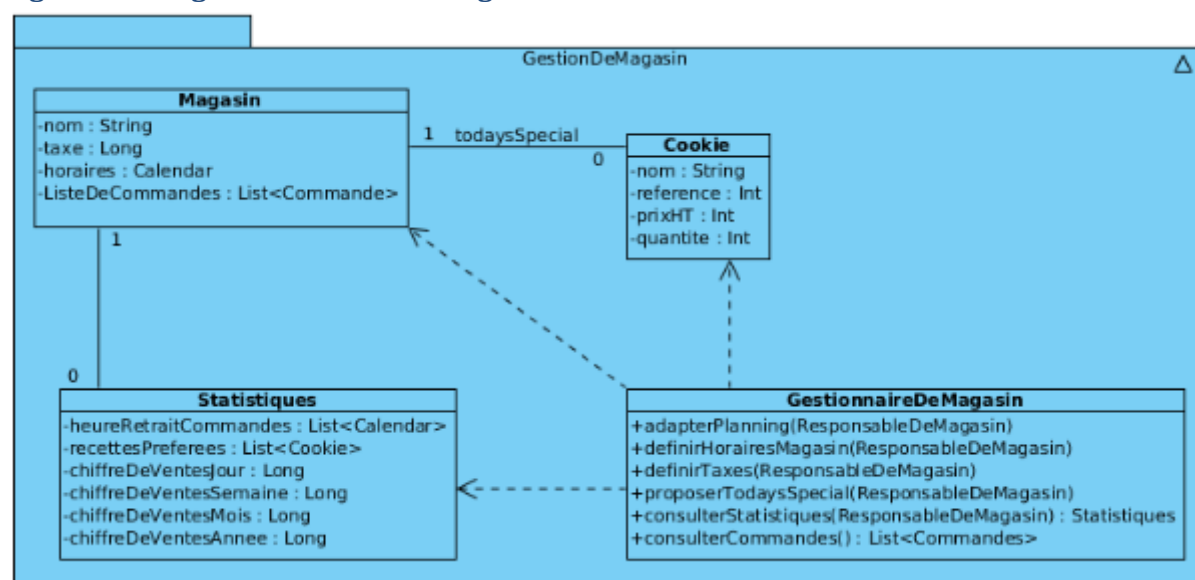 GestionDeMagasin
Magasin
-nom : String
-taxe : Long
-horaires : Calendar
-ListeDeCommandes : List<Commande>
1 todaysSpecial
0
Cookie
-nom : String
-reference : Int
-prixHT : Int
-quantite : Int
1
0
Statistiques
-heureRetraitCommandes : List<Calendar>
-recettesPreferees : List<Cookie>
-chiffreDeVentesJour : Long
-chiffreDeVentesSemaine : Long
-chiffreDeVentesMois : Long
-chiffreDeVentesAnnee : Long
GestionnaireDeMagasin
+adapterPlanning(ResponsableDeMagasin)
+definirHorairesMagasin(ResponsableDeMagasin)
+definirTaxes(ResponsableDeMagasin)
+proposerTodaysSpecial(ResponsableDeMagasin)
+consulterStatistiques(ResponsableDeMagasin) : Statistiques
+consulterCommandes() : List<Commandes>